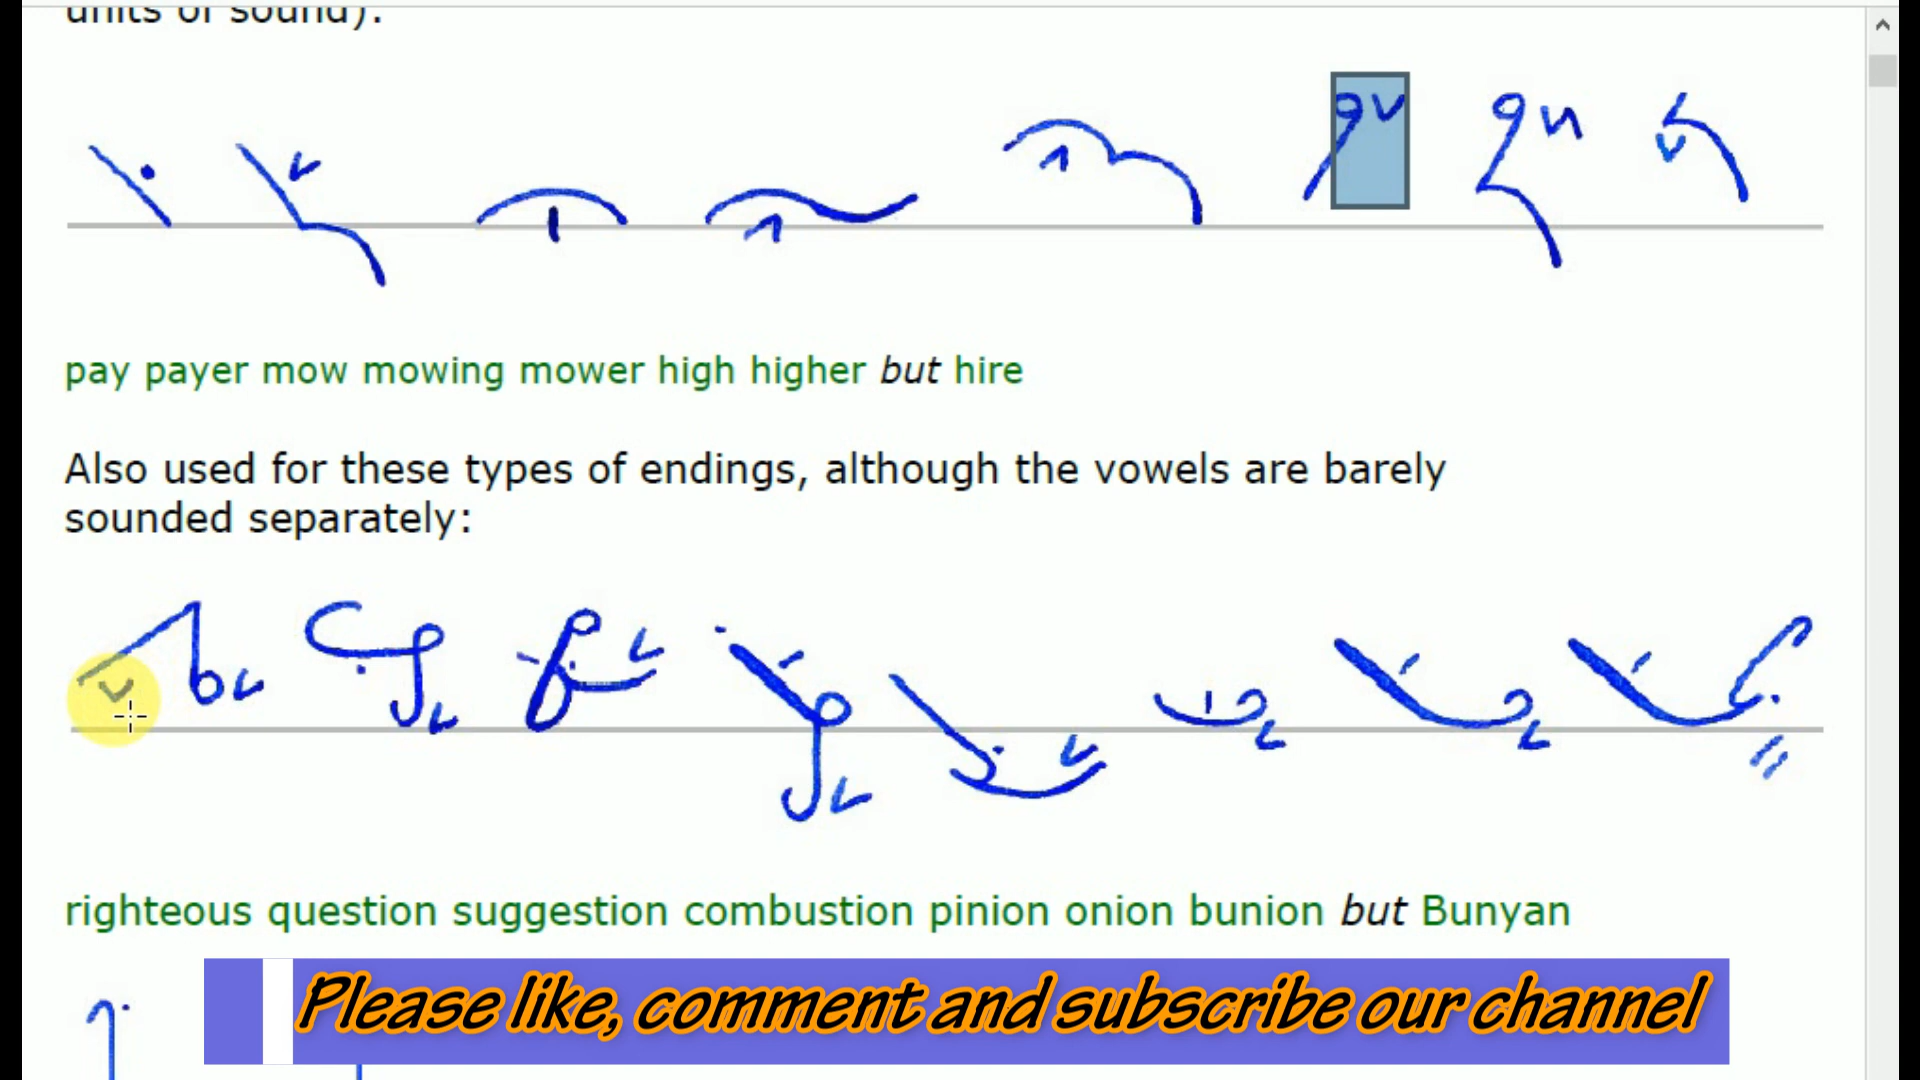 units of sound).
pay payer mow mowing mower high higher but hire
Also used for these types of endings, although the vowels are barely
sounded separately:
righteous question suggestion combustion pinion onion bunion but Bunyan
Please like, comment and subscribe our channel